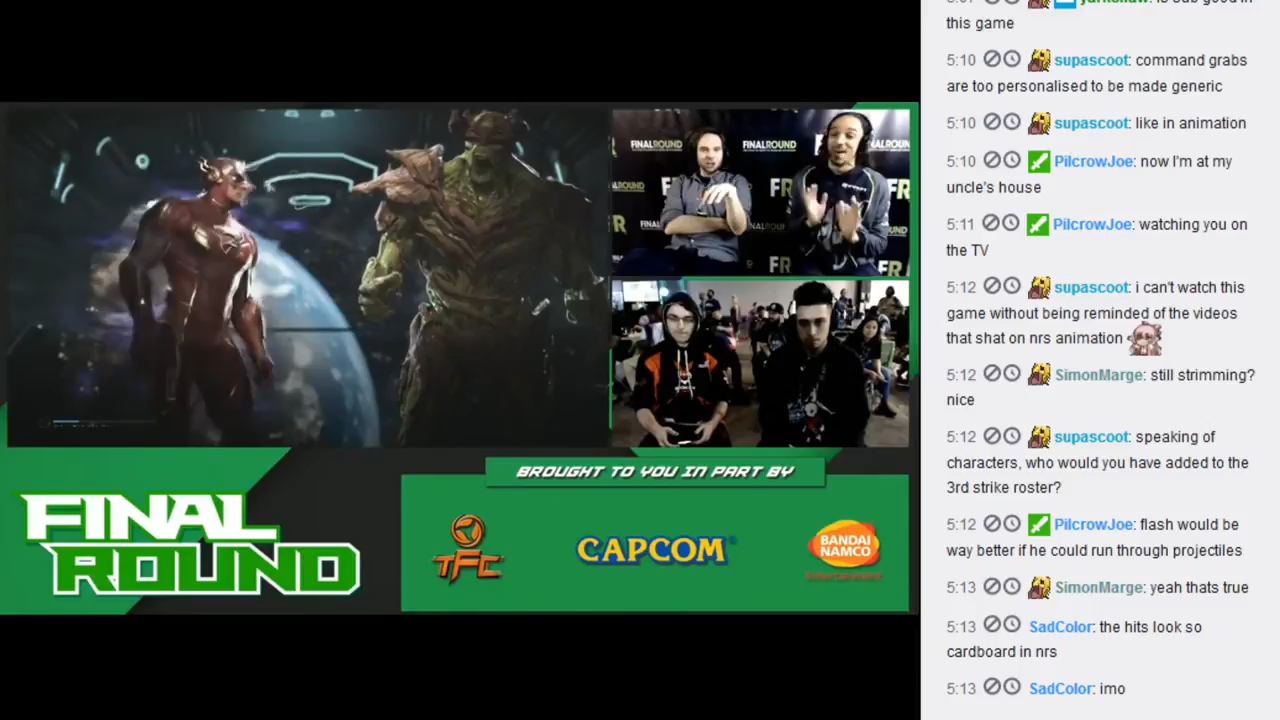 this game
5:10 supascoot: command grabs
are too personalised to be made generic
5:10 supascoot: like in animation
5:10 PilcrowJoe: now I'm at my
uncle's house
5:11 PilcrowJoe: watching you on
the TV
5:12 supascoot: i can't watch this
game without being reminded of the videos
that shat on nrs animation
5:12 SimonMarge: still strimming?
nice
5:12 supascoot: speaking of
characters, who would you have added to the
3rd strike roster?
5:12 PilcrowJoe: flash would be
way better if he could run through projectiles
5:13 SimonMarge: yeah thats true
5:13 SadColor: the hits look so
cardboard in nrs
5:13 SadColor: imo
FINALROUND
FINALROUND
FR
FR
FR
BROUGHT TO YOU IN PART BY
FINAL
ROUND
TFC
CAPCOM
BANDAI
NAMCO
Entertainment